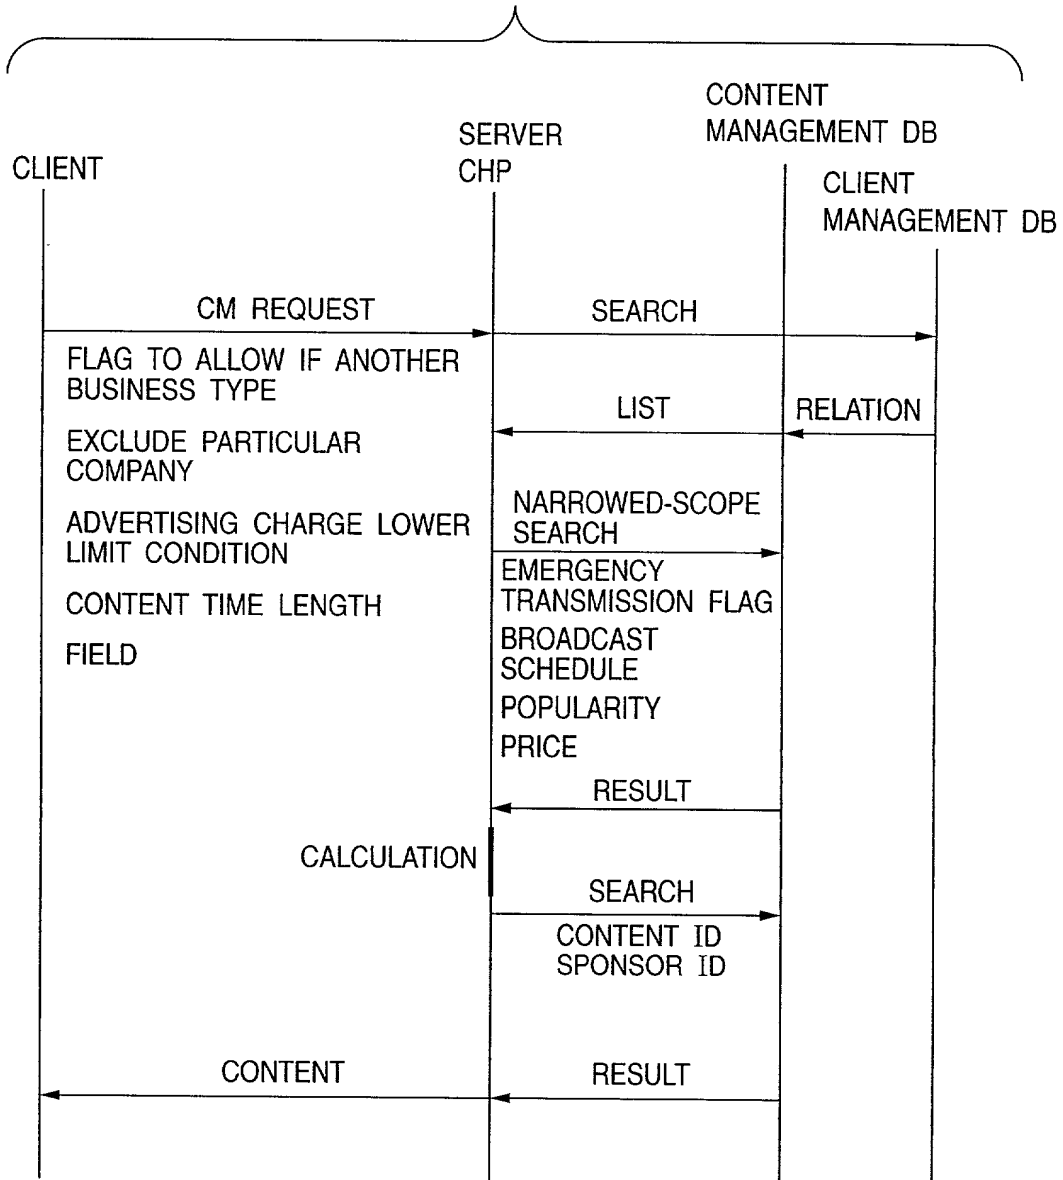 CONTENT
MANAGEMENT DB
SERVER
CHP
CLIENT
CLIENT
MANAGEMENT DB
CM REQUEST
SEARCH
FLAG TO ALLOW IF ANOTHER
BUSINESS TYPE
LIST
RELATION
EXCLUDE PARTICULAR
COMPANY
NARROWED-SCOPE
SEARCH
ADVERTISING CHARGE LOWER
LIMIT CONDITION
EMERGENCY
TRANSMISSION FLAG
CONTENT TIME LENGTH
BROADCAST
SCHEDULE
FIELD
POPULARITY
PRICE
RESULT
CALCULATION
SEARCH
CONTENT ID
SPONSOR ID
CONTENT
RESULT